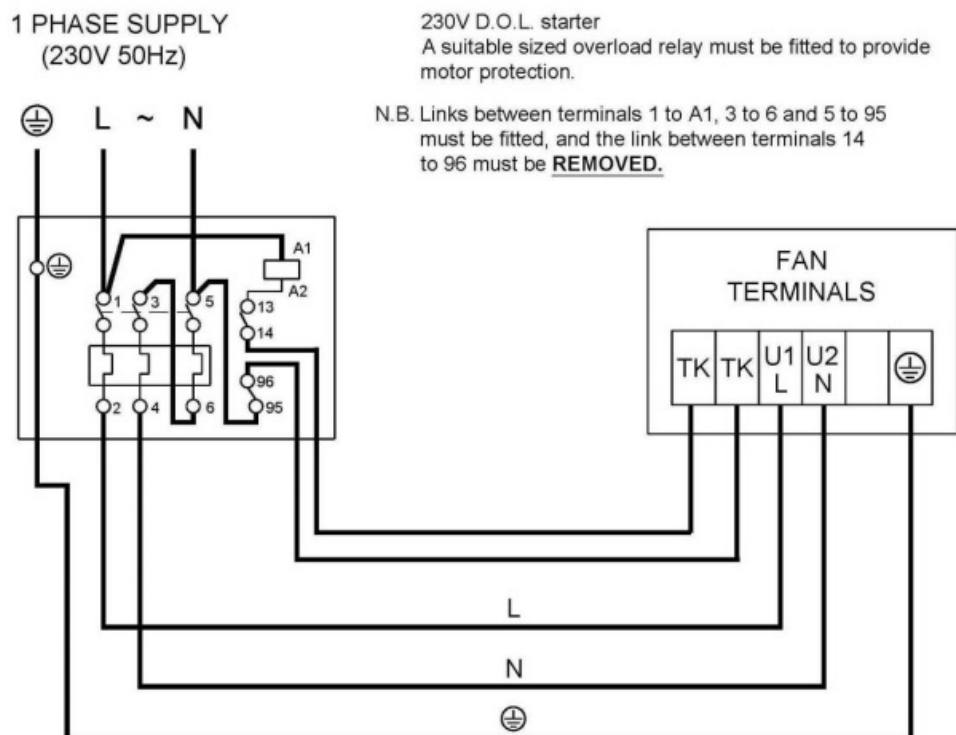 1 PHASE SUPPLY
(230V 50Hz)
230V D.O.L. starter
A suitable sized overload relay must be fitted to provide
motor protection.
N.B. Links between terminals 1 to A1, 3 to 6 and 5 to 95
must be fitted, and the link between terminals 14
to 96 must be REMOVED.
L ~ N
A1
A2
1 3 5 13
14
96
2 4 6 95
FAN
TERMINALS
TK TK U1 U2
L N
L
N